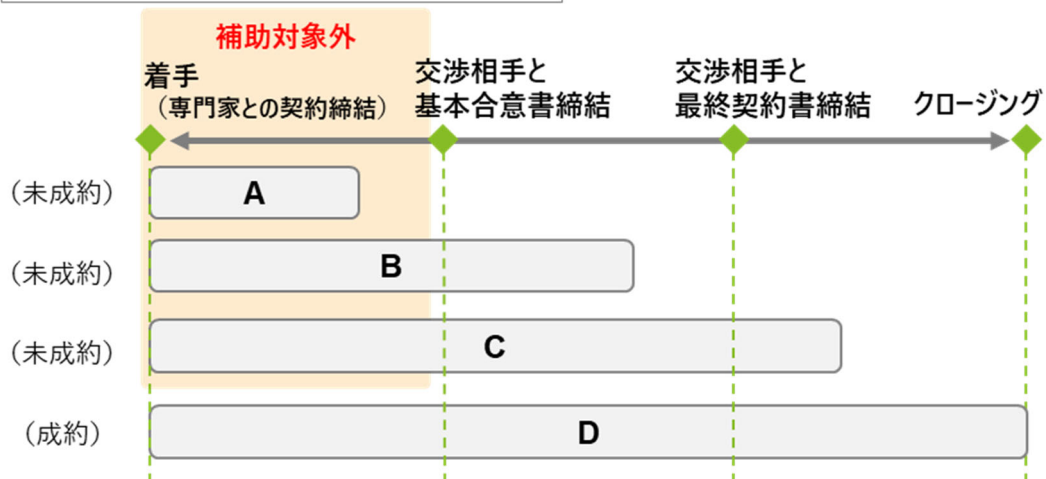 補助対象外
着手
（専門家との契約締結）
交渉相手と
基本合意書締結
交渉相手と
最終契約書締結
クロージング
（未成約）
A
（未成約）
B
（未成約）
C
（成約）
D